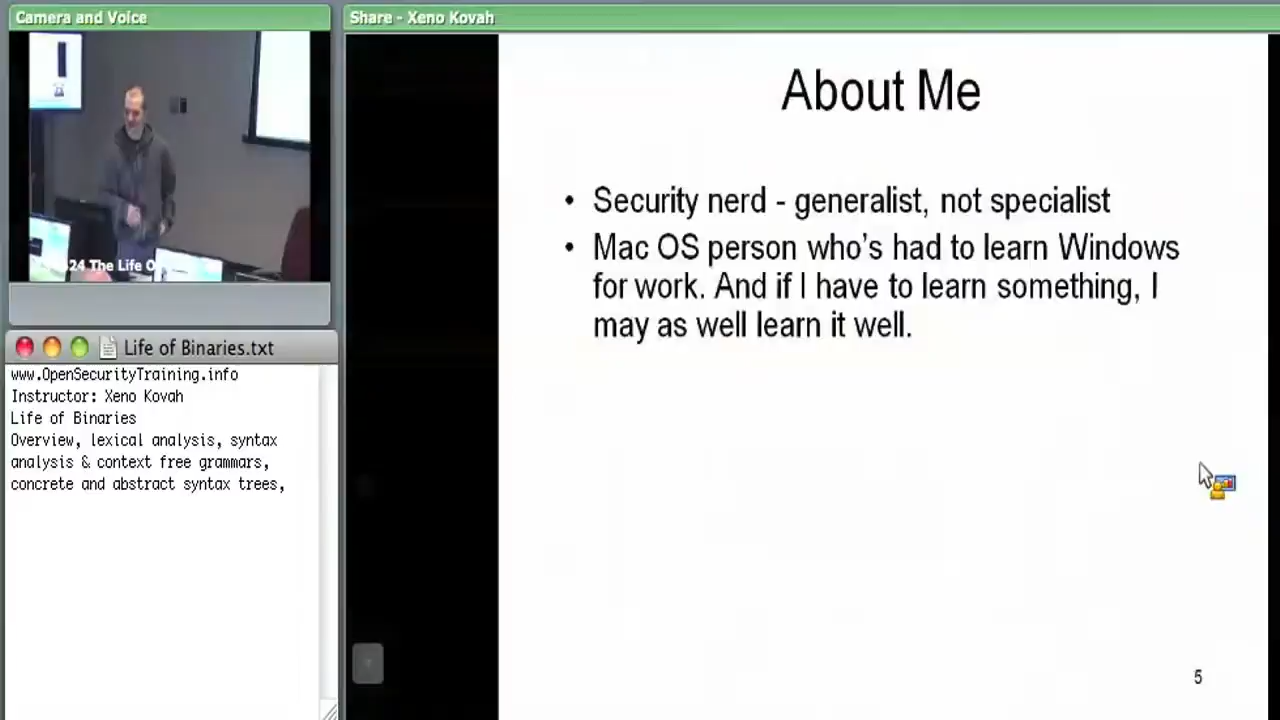 Camera and Voice
24 The Life O
Share - Xeno Kovah
About Me
• Security nerd - generalist, not specialist
• Mac OS person who's had to learn Windows
for work. And if I have to learn something, I
may as well learn it well.
5
Life of Binaries.txt
www.OpenSecurityTraining.info
Instructor: Xeno Kovah
Life of Binaries
Overview, lexical analysis, syntax
analysis & context free grammars,
concrete and abstract syntax trees,